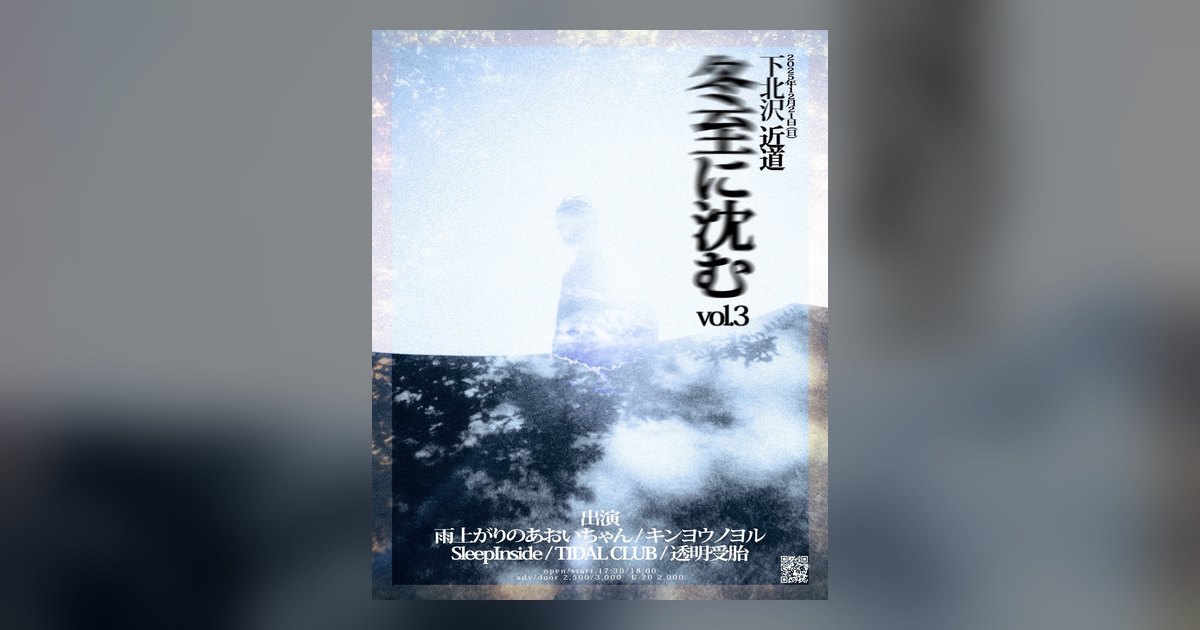 2025年12月21日(日)
下北沢 近道
冬至に沈む
vol.3
出演
雨上がりのあおいちゃん / キンヨウノヨル
SleepInside / TIDAL CLUB / 透明受胎
open/start 17:30/18:00
adv/door 2,500/3,000 U-20 2,000